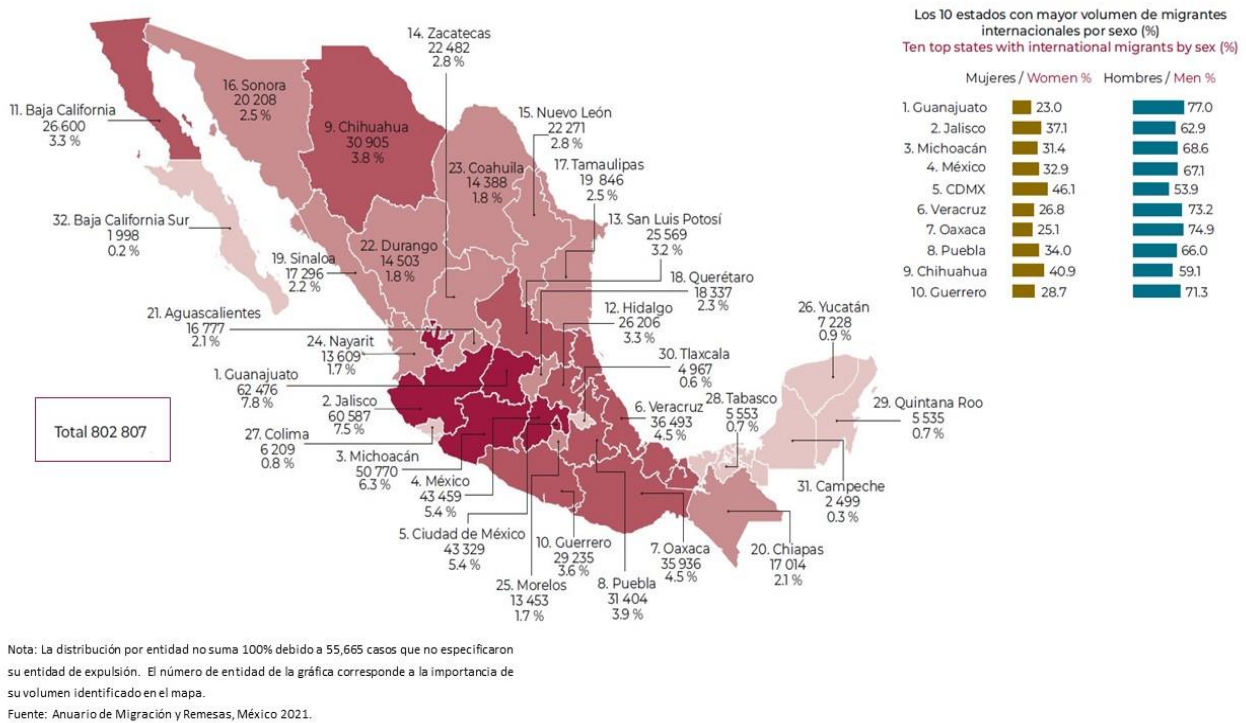 Los 10 estados con mayor volumen de migrantes
internacionales por sexo (%)
Ten top states with international migrants by sex (%)
Mujeres / Women % Hombres / Men %
1. Guanajuato 23.0 77.0
2. Jalisco 37.1 62.9
3. Michoacán 31.4 68.6
4. México 32.9 67.1
5. CDMX 46.1 53.9
6. Veracruz 26.8 73.2
7. Oaxaca 25.1 74.9
8. Puebla 34.0 66.0
9. Chihuahua 40.9 59.1
10. Guerrero 28.7 71.3
14. Zacatecas
22 482
2.8 %
16. Sonora
20 208
2.5 %
11. Baja California
26 600
3.3 %
9. Chihuahua
30 905
3.8 %
15. Nuevo León
22 271
2.8 %
23. Coahuila
14 388
1.8 %
17. Tamaulipas
19 846
2.5 %
32. Baja California Sur
1 998
0.2 %
13. San Luis Potosí
25 569
3.2 %
22. Durango
14 503
1.8 %
19. Sinaloa
17 296
2.2 %
18. Querétaro
18 337
2.3 %
21. Aguascalientes
16 777
2.1 %
12. Hidalgo
26 206
3.3 %
26. Yucatán
7 228
0.9 %
24. Nayarit
13 609
1.7 %
30. Tlaxcala
4 967
0.6 %
1. Guanajuato
62 476
7.8 %
28. Tabasco
5 553
0.7 %
29. Quintana Roo
5 535
0.7 %
2. Jalisco
60 587
7.5 %
6. Veracruz
36 493
4.5 %
Total 802 807
27. Colima
6 209
0.8 %
3. Michoacán
50 770
6.3 %
4. México
43 459
5.4 %
31. Campeche
2 499
0.3 %
5. Ciudad de México
43 329
5.4 %
10. Guerrero
29 235
3.6 %
7. Oaxaca
35 936
4.5 %
20. Chiapas
17 014
2.1 %
25. Morelos
13 453
1.7 %
8. Puebla
31 404
3.9 %
Nota: La distribución por entidad no suma 100% debido a 55,665 casos que no especificaron
su entidad de expulsión. El número de entidad de la gráfica corresponde a la importancia de
su volumen identificado en el mapa.
Fuente: Anuario de Migración y Remesas, México 2021.